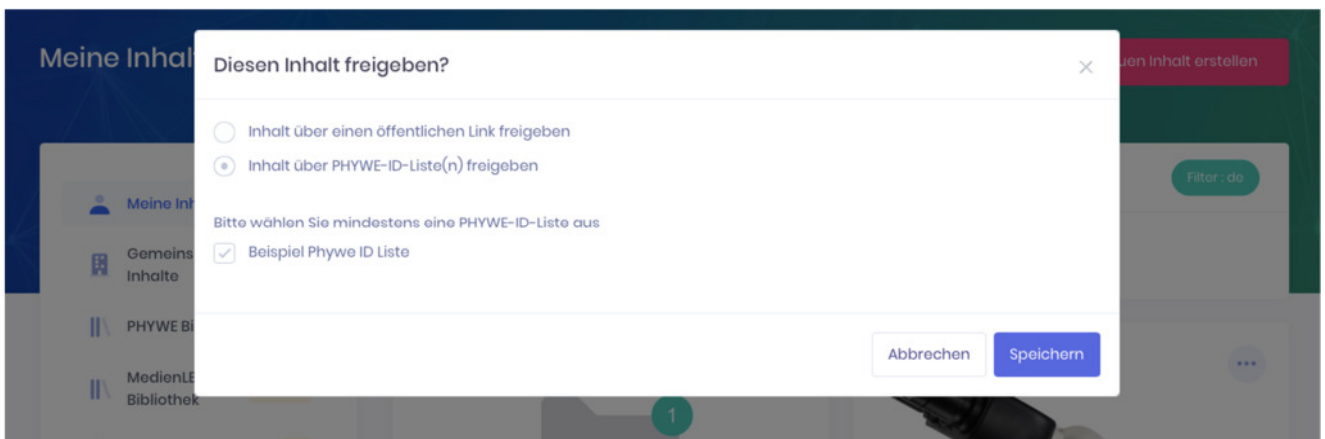 Meine Inhal
Diesen Inhalt freigeben?
×
uen Inhalt erstellen
Inhalt über einen öffentlichen Link freigeben
Inhalt über PHYWE-ID-Liste(n) freigeben
Filter : de
Meine Inh
Bitte wählen Sie mindestens eine PHYWE-ID-Liste aus
Beispiel Phywe ID Liste
Gemeins
Inhalte
PHYWE Bi
Abbrechen
Speichern
MedienLE
Bibliothek
1